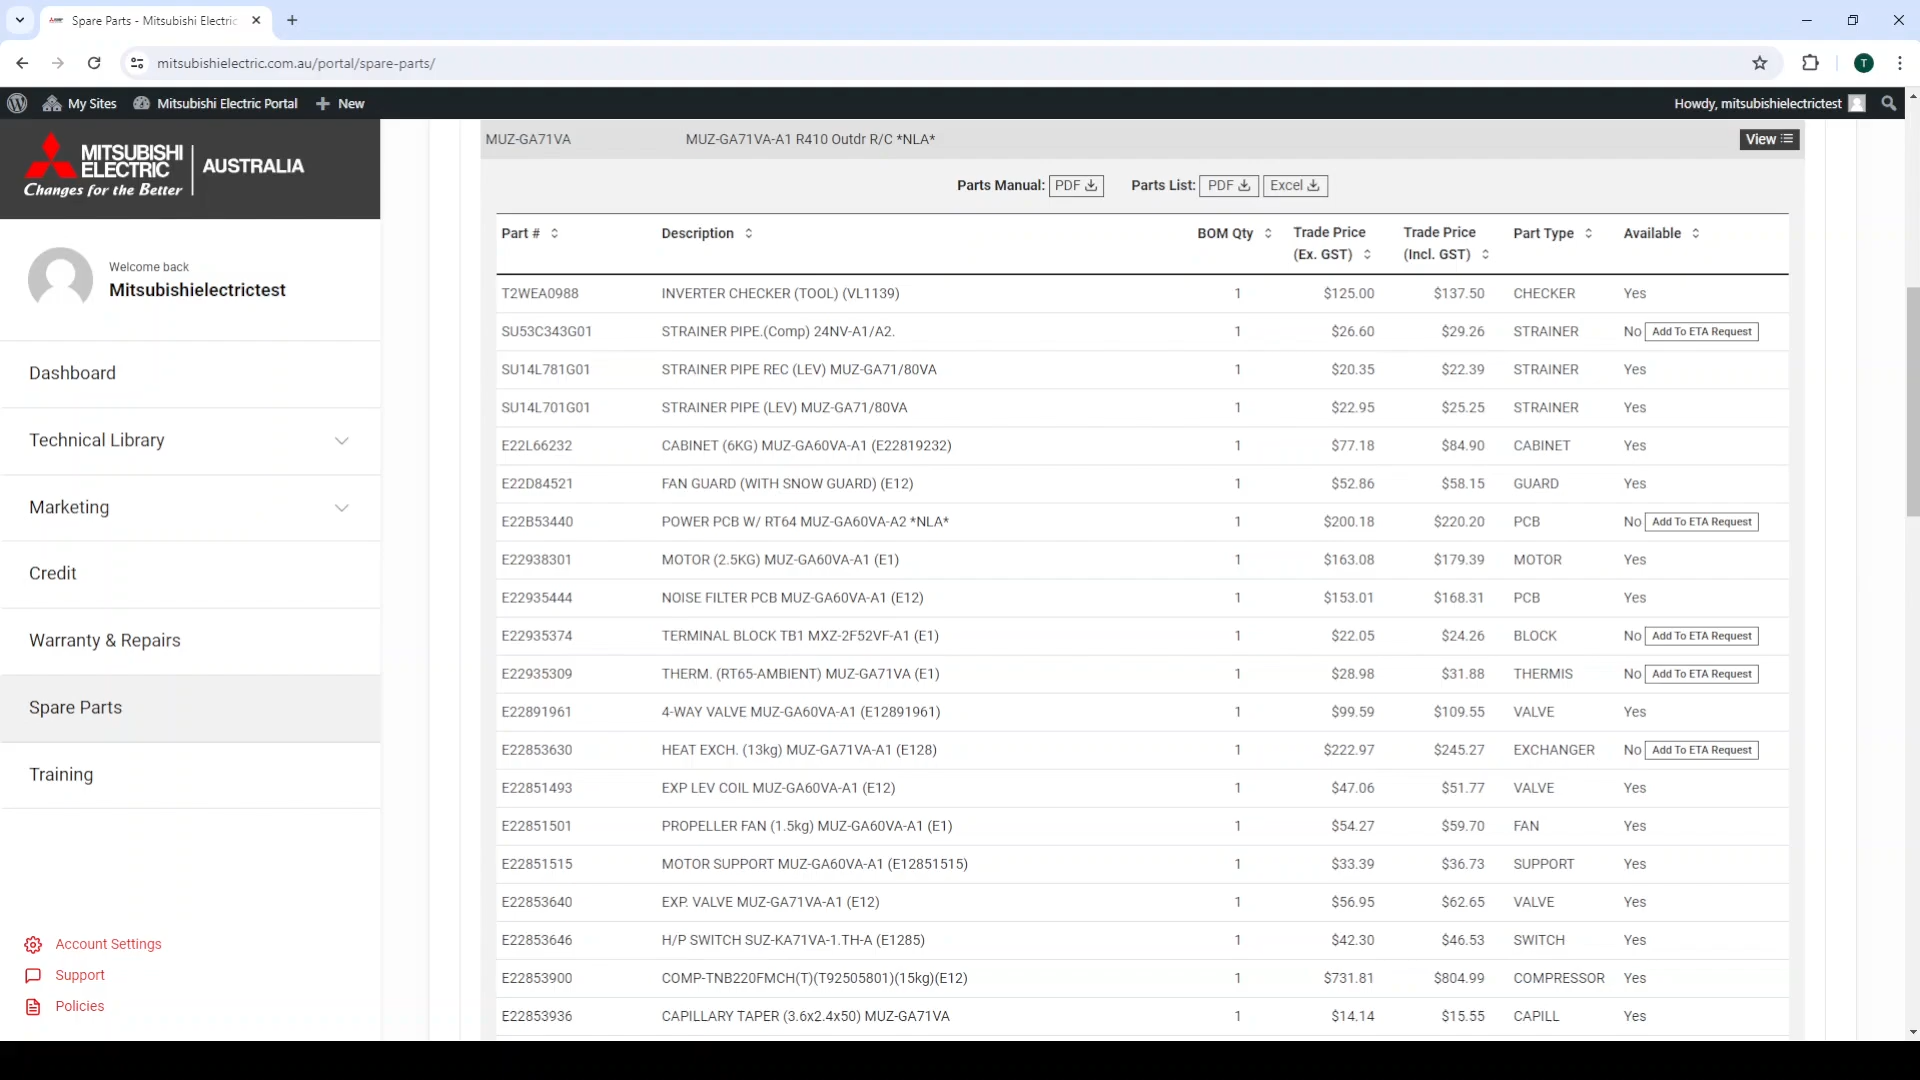 Spare Parts - Mitsubishi Electric
mitsubishielectric.com.au/portal/spare-parts/
T
My Sites Mitsubishi Electric Portal New Howdy, mitsubishielectrictest
MITSUBISHI ELECTRIC AUSTRALIA
Changes for the Better
Welcome back
Mitsubishielectrictest
Dashboard
Technical Library
Marketing
Credit
Warranty & Repairs
Spare Parts
Training
Account Settings
Support
Policies
MUZ-GA71VA MUZ-GA71VA-A1 R410 Outdr R/C *NLA* View
Parts Manual: PDF Parts List: PDF Excel
Part # Description BOM Qty Trade Price (Ex. GST) Trade Price (Incl. GST) Part Type Available
T2WEA0988 INVERTER CHECKER (TOOL) (VL1139) 1 $125.00 $137.50 CHECKER Yes
SU53C343G01 STRAINER PIPE.(Comp) 24NV-A1/A2. 1 $26.60 $29.26 STRAINER No Add To ETA Request
SU14L781G01 STRAINER PIPE REC (LEV) MUZ-GA71/80VA 1 $20.35 $22.39 STRAINER Yes
SU14L701G01 STRAINER PIPE (LEV) MUZ-GA71/80VA 1 $22.95 $25.25 STRAINER Yes
E22L66232 CABINET (6KG) MUZ-GA60VA-A1 (E22819232) 1 $77.18 $84.90 CABINET Yes
E22D84521 FAN GUARD (WITH SNOW GUARD) (E12) 1 $52.86 $58.15 GUARD Yes
E22B53440 POWER PCB W/ RT64 MUZ-GA60VA-A2 *NLA* 1 $200.18 $220.20 PCB No Add To ETA Request
E22938301 MOTOR (2.5KG) MUZ-GA60VA-A1 (E1) 1 $163.08 $179.39 MOTOR Yes
E22935444 NOISE FILTER PCB MUZ-GA60VA-A1 (E12) 1 $153.01 $168.31 PCB Yes
E22935374 TERMINAL BLOCK TB1 MXZ-2F52VF-A1 (E1) 1 $22.05 $24.26 BLOCK No Add To ETA Request
E22935309 THERM. (RT65-AMBIENT) MUZ-GA71VA (E1) 1 $28.98 $31.88 THERMIS No Add To ETA Request
E22891961 4-WAY VALVE MUZ-GA60VA-A1 (E12891961) 1 $99.59 $109.55 VALVE Yes
E22853630 HEAT EXCH. (13kg) MUZ-GA71VA-A1 (E128) 1 $222.97 $245.27 EXCHANGER No Add To ETA Request
E22851493 EXP LEV COIL MUZ-GA60VA-A1 (E12) 1 $47.06 $51.77 VALVE Yes
E22851501 PROPELLER FAN (1.5kg) MUZ-GA60VA-A1 (E1) 1 $54.27 $59.70 FAN Yes
E22851515 MOTOR SUPPORT MUZ-GA60VA-A1 (E12851515) 1 $33.39 $36.73 SUPPORT Yes
E22853640 EXP. VALVE MUZ-GA71VA-A1 (E12) 1 $56.95 $62.65 VALVE Yes
E22853646 H/P SWITCH SUZ-KA71VA-1.TH-A (E1285) 1 $42.30 $46.53 SWITCH Yes
E22853900 COMP-TNB220FMCH(T)(T92505801)(15kg)(E12) 1 $731.81 $804.99 COMPRESSOR Yes
E22853936 CAPILLARY TAPER (3.6x2.4x50) MUZ-GA71VA 1 $14.14 $15.55 CAPILL Yes